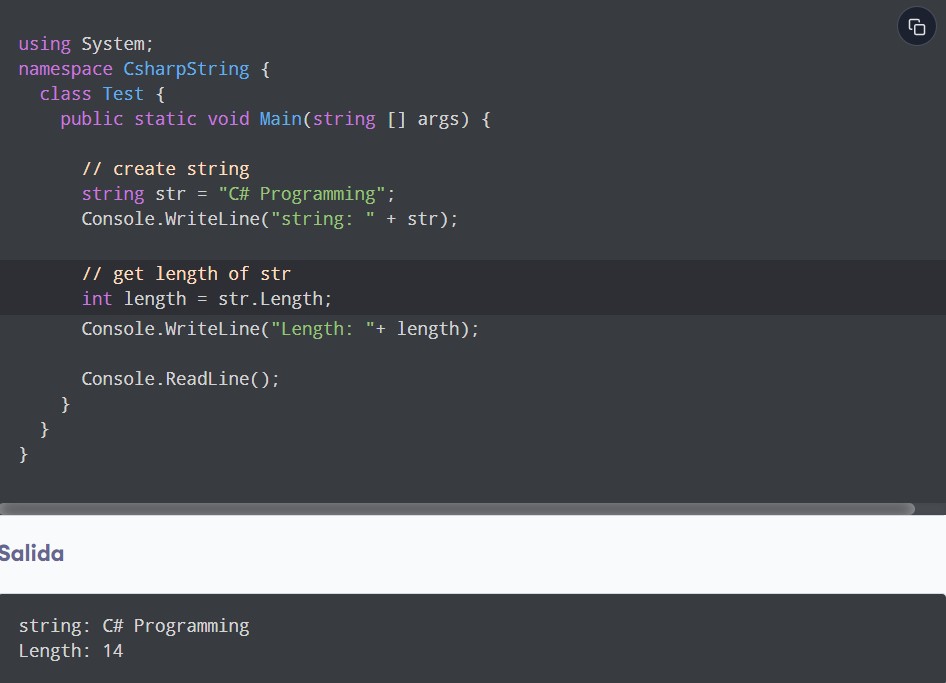 using System;
namespace CsharpString {
  class Test {
    public static void Main(string [] args) {

      // create string
      string str = "C# Programming";
      Console.WriteLine("string: " + str);

      // get length of str
      int length = str.Length;
      Console.WriteLine("Length: "+ length);

      Console.ReadLine();
    }
  }
}
Salida
string: C# Programming
Length: 14